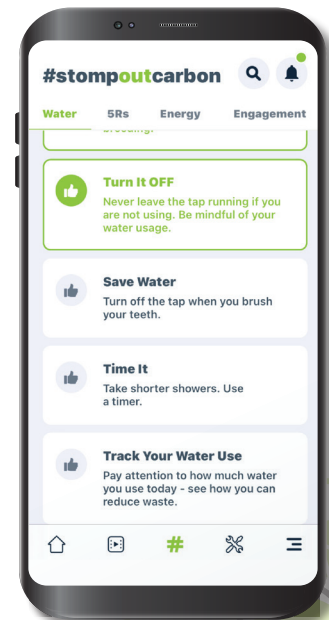 #stompoutcarbon
Water 5Rs Energy Engagement
breeding.
Turn It OFF
Never leave the tap running if you
are not using. Be mindful of your
water usage.
Save Water
Turn off the tap when you brush
your teeth.
Time It
Take shorter showers. Use
a timer.
Track Your Water Use
Pay attention to how much water
you use today - see how you can
reduce waste.
#